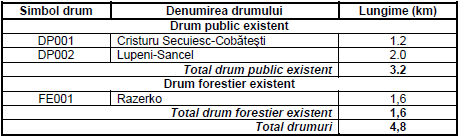 Simbol drum Denumirea drumului Lungime (km)
Drum public existent
DP001 Cristuru Secuiesc-Cobăteşti 1.2
DP002 Lupeni-Sancel 2.0
Total drum public existent 3.2
Drum forestier existent
FE001 Razerko 1,6
Total drum forestier existent 1,6
Total drumuri 4,8